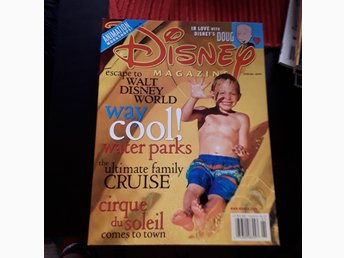 ANIMATION
IN LOVE WITH
DISNEY'S DOUG
Disney
MAGAZINE
escape to
WALT
DISNEY
WORLD
way
cool!
water parks
the
ultimate family
CRUISE
cirque
du soleil
comes to town